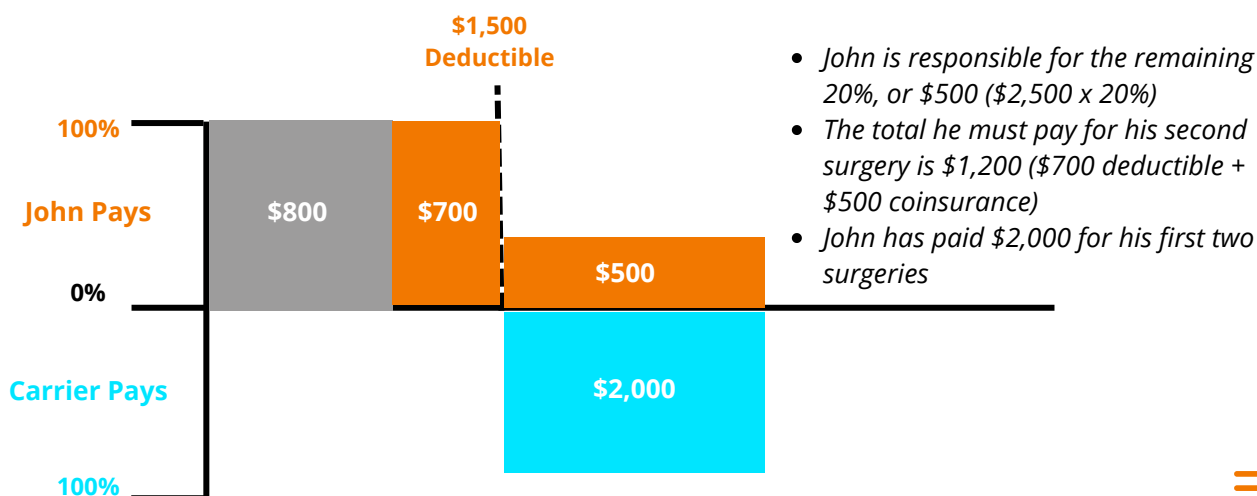 $1,500
Deductible
100%
John Pays
0%
Carrier Pays
100%
$800
$700
$500
$2,000
• John is responsible for the remaining
20%, or $500 ($2,500 x 20%)
• The total he must pay for his second
surgery is $1,200 ($700 deductible +
$500 coinsurance)
• John has paid $2,000 for his first two
surgeries